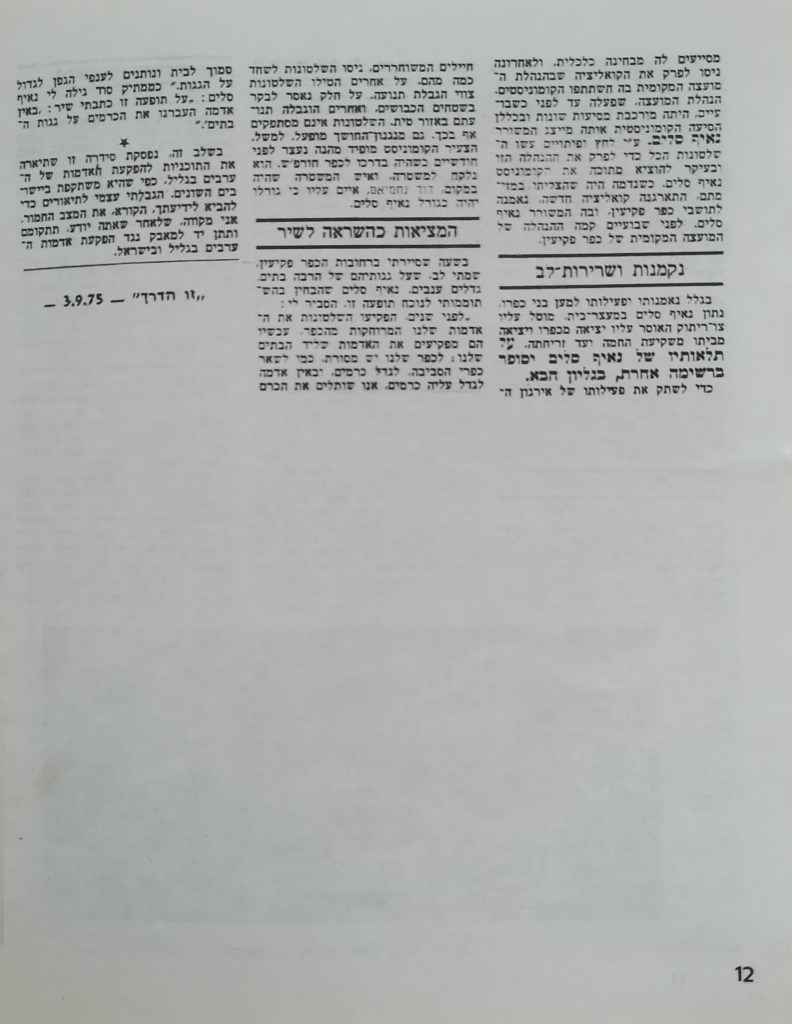 מסייעים לה מבחינה כלכלית, ולאחרונה
ניסו לפרק את הקואליציה שבהנהלת ה־
מועצה המקומית בה השתתפו הקומוניסטים.
הנהלת המועצה, שפעלה עד לפני כשבו־
עיים, היתה מורכבת מסיעות שונות ובכללן
הסיעה הקומוניסטית אותה מייצג המשורר
נאיף סלים. ע״י לחץ ופיתויים עשו ה־
שלטונות הכל כדי לפרק את ההנהלה הזו
ובעיקר להוציא מתוכה את הקומוניסט
נאיף סלים. כשנדמה היה שהצליחו במזי־
מתם, התארגנה קואליציה חדשה, נאמנה
לתושבי כפר פקיעין, ובה המשורר נאיף
סלים. לפני שבועיים קמה ההנהלה של
המועצה המקומית של כפר פקיעין.
נקמנות ושרירות־לב
בגלל נאמנותו ופעילותו למען בני כפרו,
נתון נאיף סלים במעצר־בית. מוסל עליו
צו־ריתוק האוסר עליו יציאה מכפרו ויציאה
מביתו משקיעת החמה ועד זריחתה. על
תלאותיו של נאיף סלים יסופר
ברשימה אחרת, בגליון הבא.
כדי לשתק את פעילותו של אירגון ה־
חיילים המשוחררים, ניסו השלטונות לשחד
כמה מהם, על אחרים הטילו השלטונות
צווי הגבלת תנועה. על חלק נאסר לבקר
בשטחים הכבושים, ואחרים הוגבלה תנו־
עתם באזור סית. השלטונות אינם מסתפקים
אף בכך. גם מנגנון־החושך מופעל. למשל,
הצעיר הקומוניסט מופיד מהנה נעצר לפני
חודשיים כשהיה בדרכו לכפר חורפיש. הוא
נלקח למשטרה, ואיש המשטרה שהיה
במקום, דוד נחמיאס, איים עליו כי גורלו
יהיה כגורל נאיף סלים.
המציאות כהשראה לשיר
בשעה שסיירתי ברחובות הכפר פקיעין,
שמתי לב, שעל גגותיהם של הרבה בתים
גדלים ענבים. נאיף סלים שהבחין בהש־
תוממותי לנוכח תופעה זו, הסביר לי:
„לפני שנים, הפקיעו השלטונות את ה־
אדמות שלנו המרוחקות מהכפר. עכשיו
הם מפקיעים את האדמות שליד הבתים
שלנו: לכפר שלנו יש מסורת, כמו לשאר
כפרי הסביבה, לגדל כרמים, ובאין אדמה
לגדל עליה כרמים, אנו שותלים את הכרם
סמוך לבית ונותנים לענפי הגפן לגדול
על הגגות.״ כממתיק סוד גילה לי נאיף
סלים: „על תופעה זו כתבתי שיר: ‚באין
אדמה העברנו את הכרמים על גגות ה־
בתים׳.״
★
בשלב זה, נפסקת סידרה זו שתיארה
את התוכניות להפקעת האדמות של ה־
ערבים בגליל, כפי שהיא משתקפת ביישו־
בים השונים. הגבלתי עצמי לתיאורים כדי
להביא לידיעתך, הקורא, את המצב החמור.
אני מקווה, שלאחר שאתה יודע, תתקומם
ותתן יד למאבק נגד הפקעת אדמות ה־
ערבים בגליל ובישראל.
„זו הדרך״ — 3.9.75 —
12